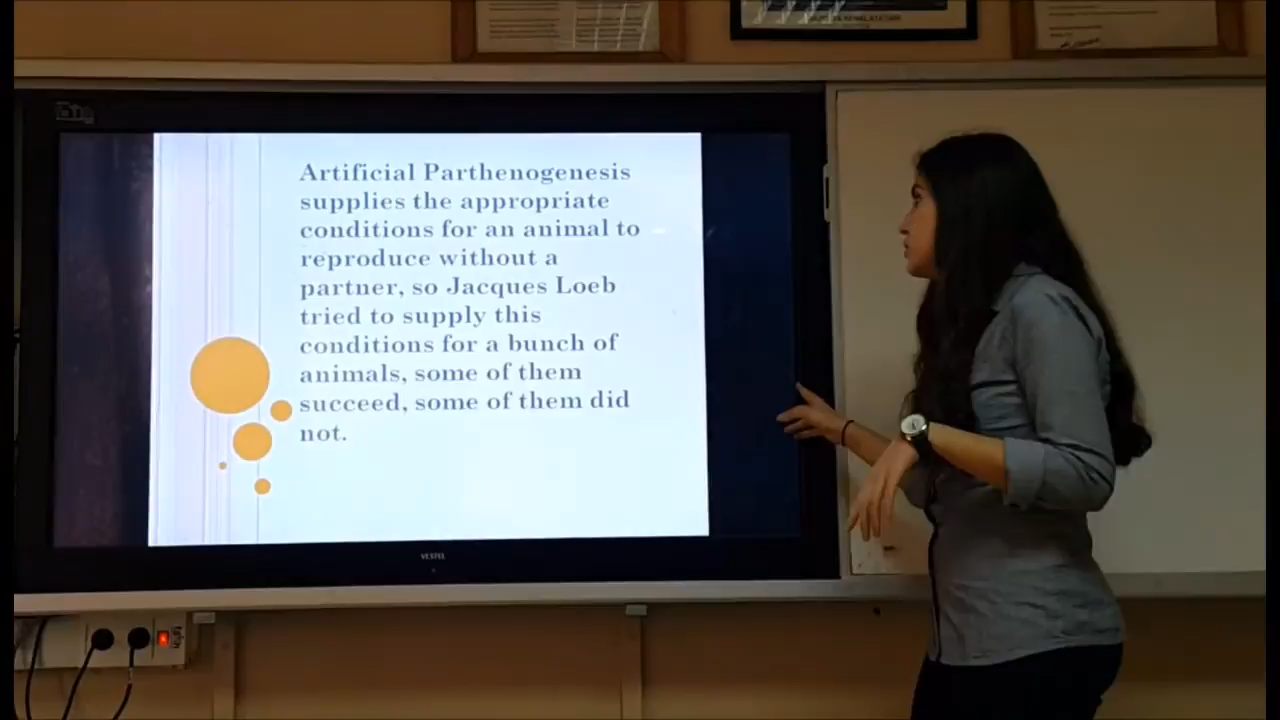 Artificial Parthenogenesis
supplies the appropriate
conditions for an animal to
reproduce without a
partner, so Jacques Loeb
tried to supply this
conditions for a bunch of
animals, some of them
succeed, some of them did
not.
VESTEL